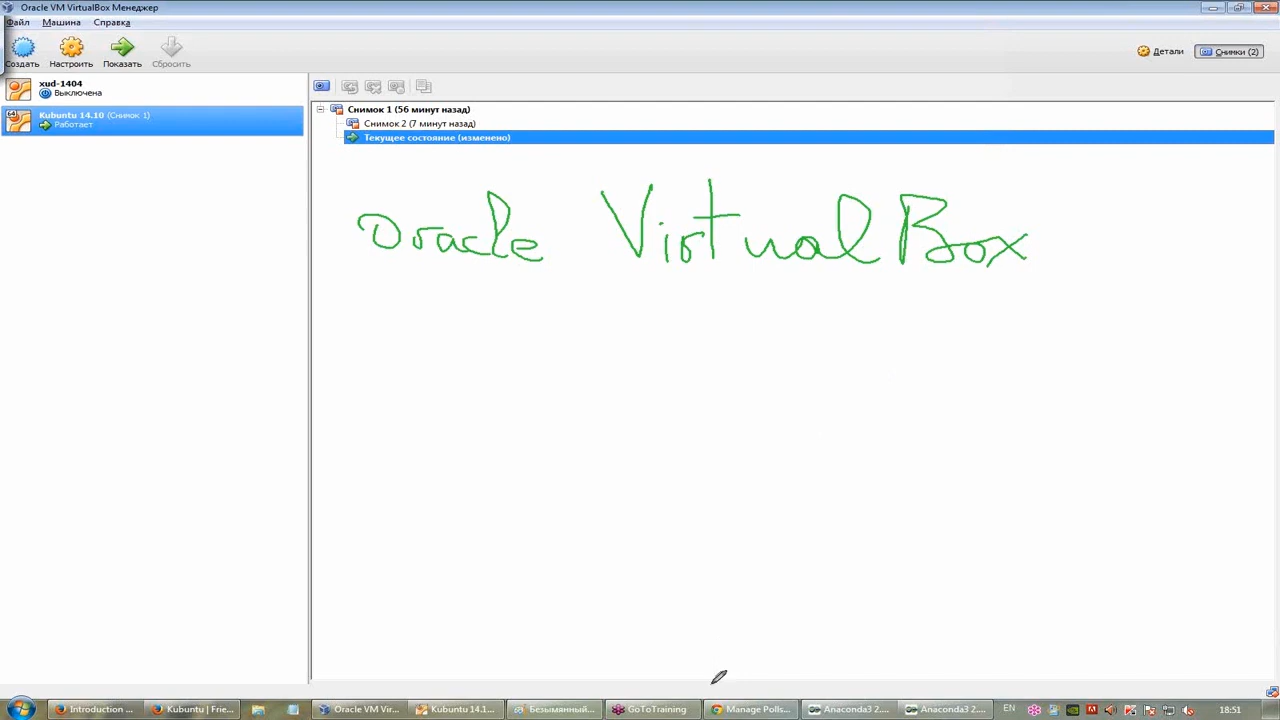 Oracle VM VirtualBox Менеджер
Файл Машина Справка
Создать Настроить Показать Сбросить
Детали Снимки (2)
xud-1404
Выключена
64
Kubuntu 14.10 (Снимок 1)
Работает
Снимок 1 (56 минут назад)
Снимок 2 (7 минут назад)
Текущее состояние (изменено)
Oracle VirtualBox
Introduction ... Kubuntu | Frie... Oracle VM Vir... Kubuntu 14.1... Безымянный... GoToTraining Manage Polls... Anaconda3 2.... Anaconda3 2.... EN 18:51